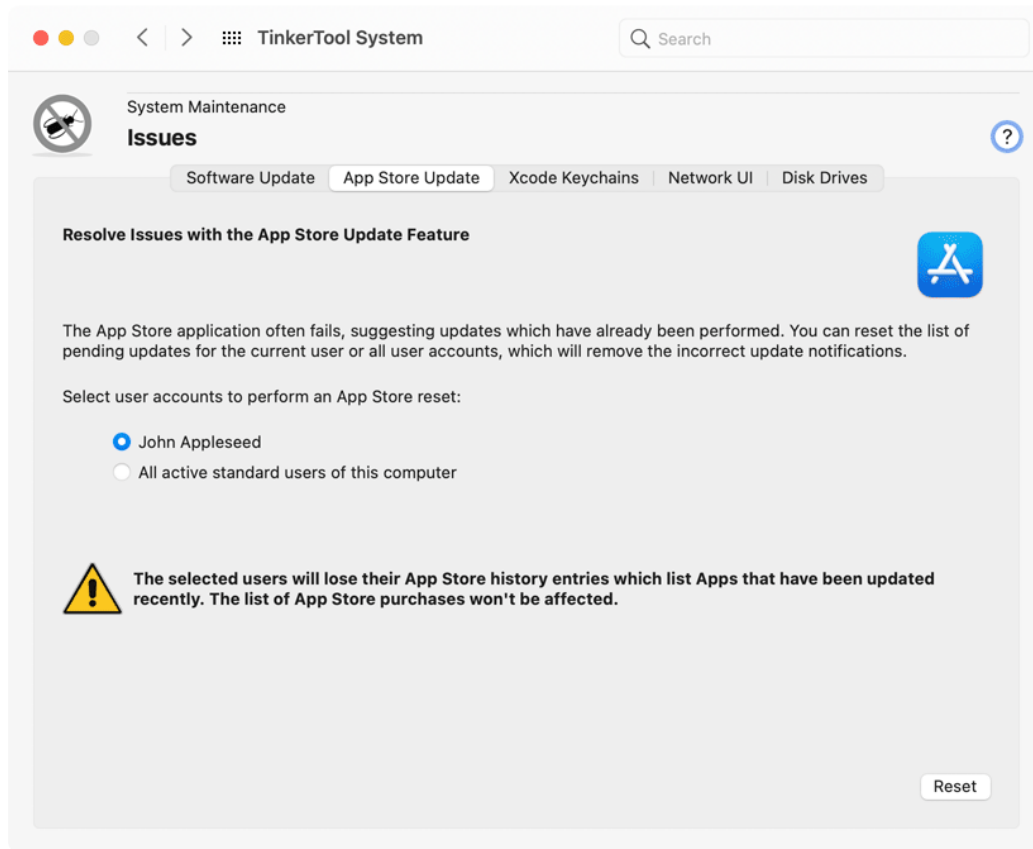 TinkerTool System
Search
System Maintenance
Issues
?
Software Update
App Store Update
Xcode Keychains
Network UI
Disk Drives
Resolve Issues with the App Store Update Feature
The App Store application often fails, suggesting updates which have already been performed. You can reset the list of
pending updates for the current user or all user accounts, which will remove the incorrect update notifications.
Select user accounts to perform an App Store reset:
John Appleseed
All active standard users of this computer
The selected users will lose their App Store history entries which list Apps that have been updated
recently. The list of App Store purchases won't be affected.
Reset